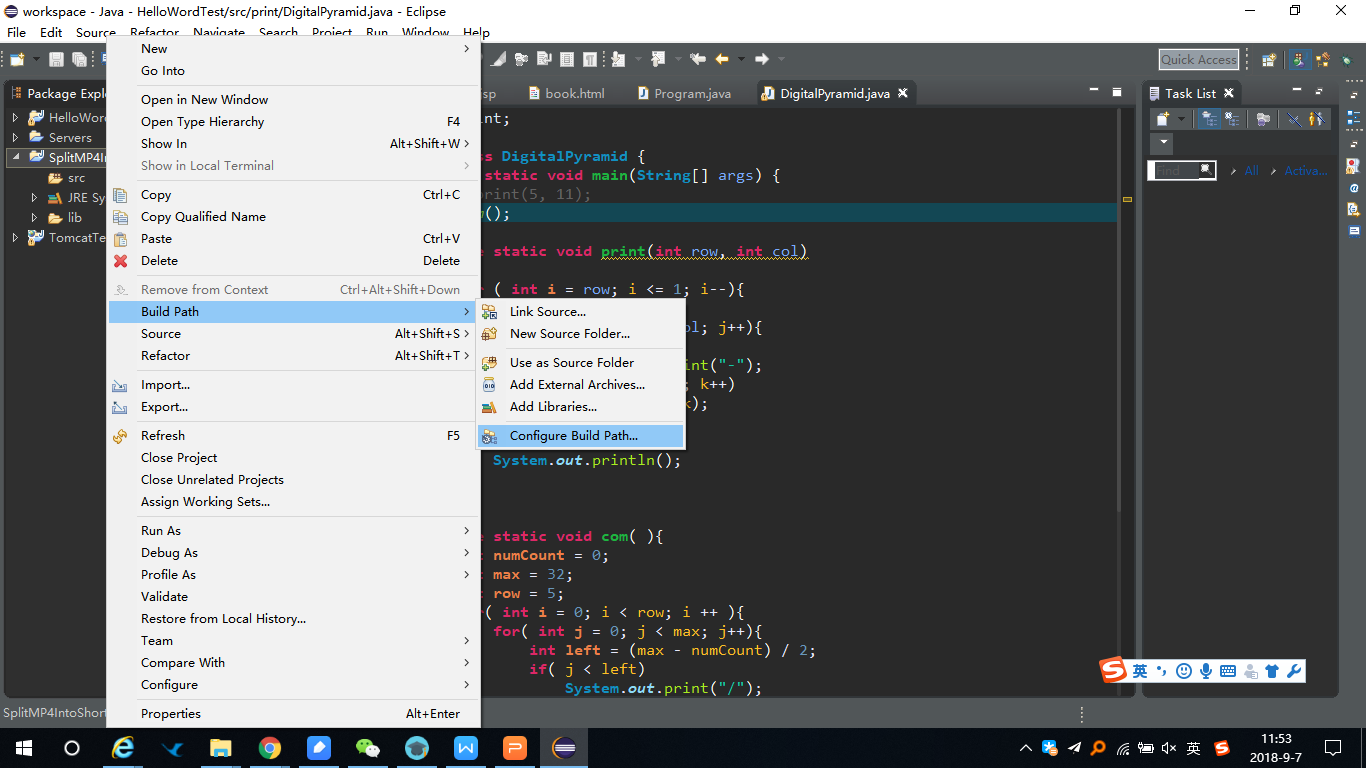 workspace - Java - HelloWordTest/src/print/DigitalPyramid.java - Eclipse
File Edit Source Refactor Navigate Search Project Run Window Help
Quick Access
Package Explo
book.html
Program.java
DigitalPyramid.java
Task List
HelloWor
Servers
SplitMP4In
src
JRE Sy
lib
TomcatTe
New
Go Into
Open in New Window
Open Type Hierarchy F4
Show In Alt+Shift+W
Show in Local Terminal
Copy Ctrl+C
Copy Qualified Name
Paste Ctrl+V
Delete Delete
Remove from Context Ctrl+Alt+Shift+Down
Build Path
Source Alt+Shift+S
Refactor Alt+Shift+T
Import...
Export...
Refresh F5
Close Project
Close Unrelated Projects
Assign Working Sets...
Run As
Debug As
Profile As
Validate
Restore from Local History...
Team
Compare With
Configure
Properties Alt+Enter
Link Source...
New Source Folder...
Use as Source Folder
Add External Archives...
Add Libraries...
Configure Build Path...
nt;
s DigitalPyramid {
static void main(String[] args) {
rint(5, 11);
();
static void print(int row, int col)
( int i = row; i <= 1; i--){
ol; j++){
int("-");
; k++)
k);
System.out.println();
static void com( ){
numCount = 0;
max = 32;
row = 5;
( int i = 0; i < row; i ++ ){
for( int j = 0; j < max; j++){
int left = (max - numCount) / 2;
if( j < left)
System.out.print("/");
Find
All
Activa...
英
SplitMP4IntoShort
英
11:53
2018-9-7